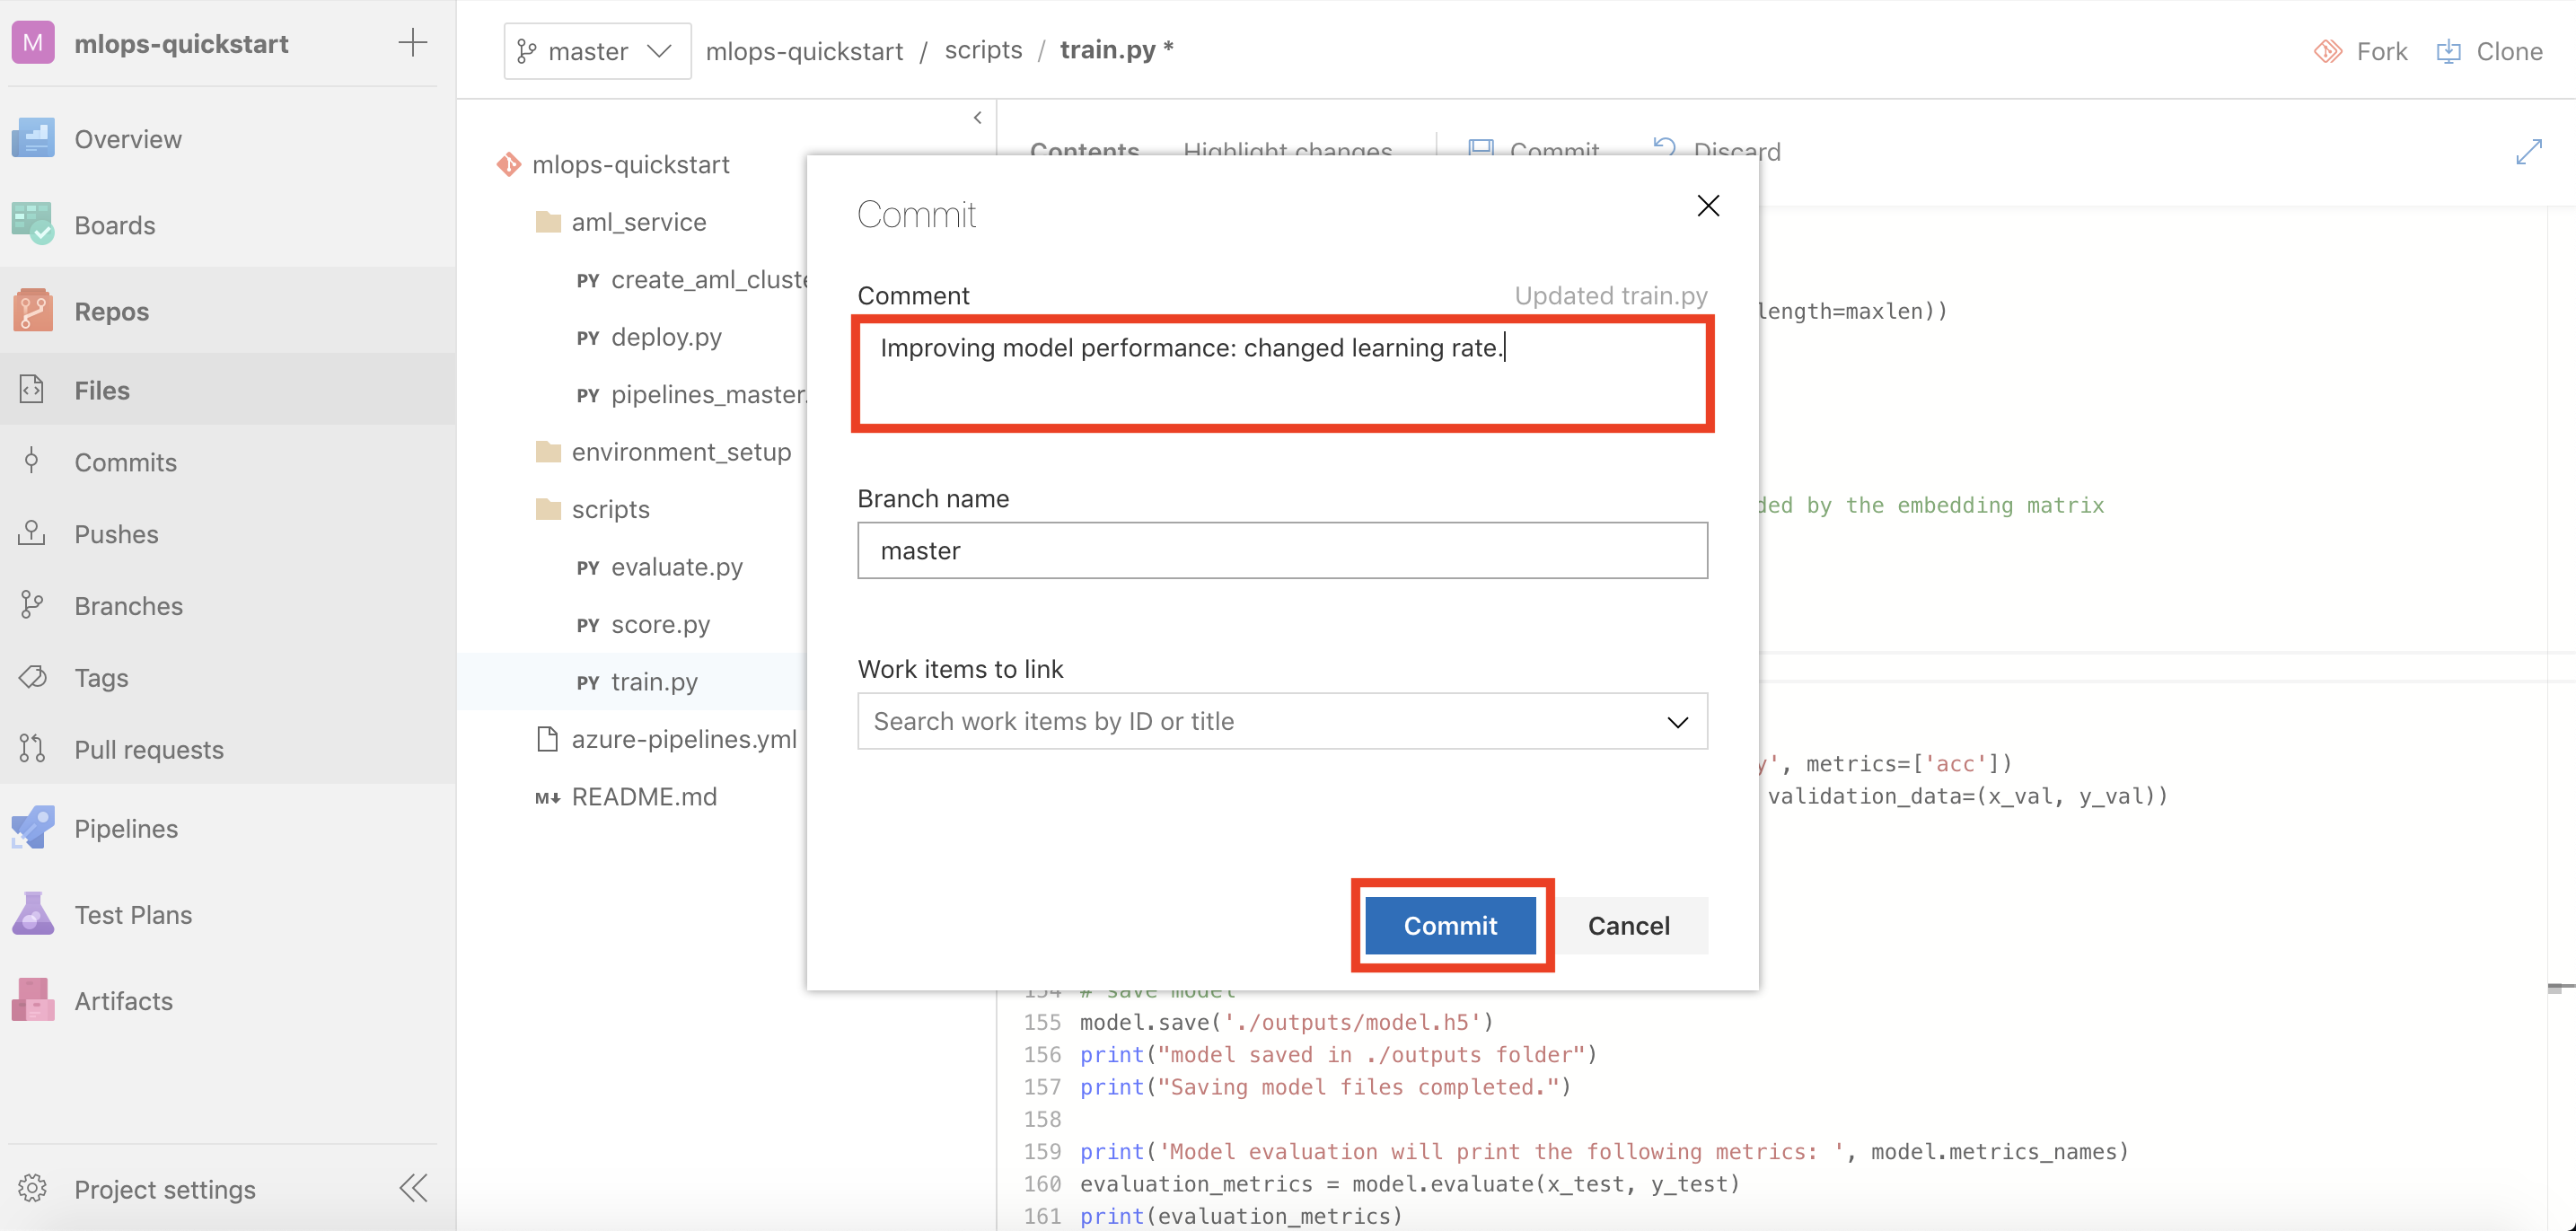 M mlops-quickstart
Overview
Boards
Repos
Files
Commits
Pushes
Branches
Tags
Pull requests
Pipelines
Test Plans
Artifacts
Project settings
master mlops-quickstart / scripts / train.py *
Fork Clone
mlops-quickstart
aml_service
PY create_aml_cluste
PY deploy.py
PY pipelines_master.
environment_setup
scripts
PY evaluate.py
PY score.py
PY train.py
azure-pipelines.yml
M↓ README.md
Contents Highlight changes Commit Discard
Commit
Comment Updated train.py
Improving model performance: changed learning rate.
Branch name
master
Work items to link
Search work items by ID or title
Commit Cancel
length=maxlen))
ded by the embedding matrix
y', metrics=['acc'])
validation_data=(x_val, y_val))
154 # save model
155 model.save('./outputs/model.h5')
156 print("model saved in ./outputs folder")
157 print("Saving model files completed.")
158
159 print('Model evaluation will print the following metrics: ', model.metrics_names)
160 evaluation_metrics = model.evaluate(x_test, y_test)
161 print(evaluation_metrics)